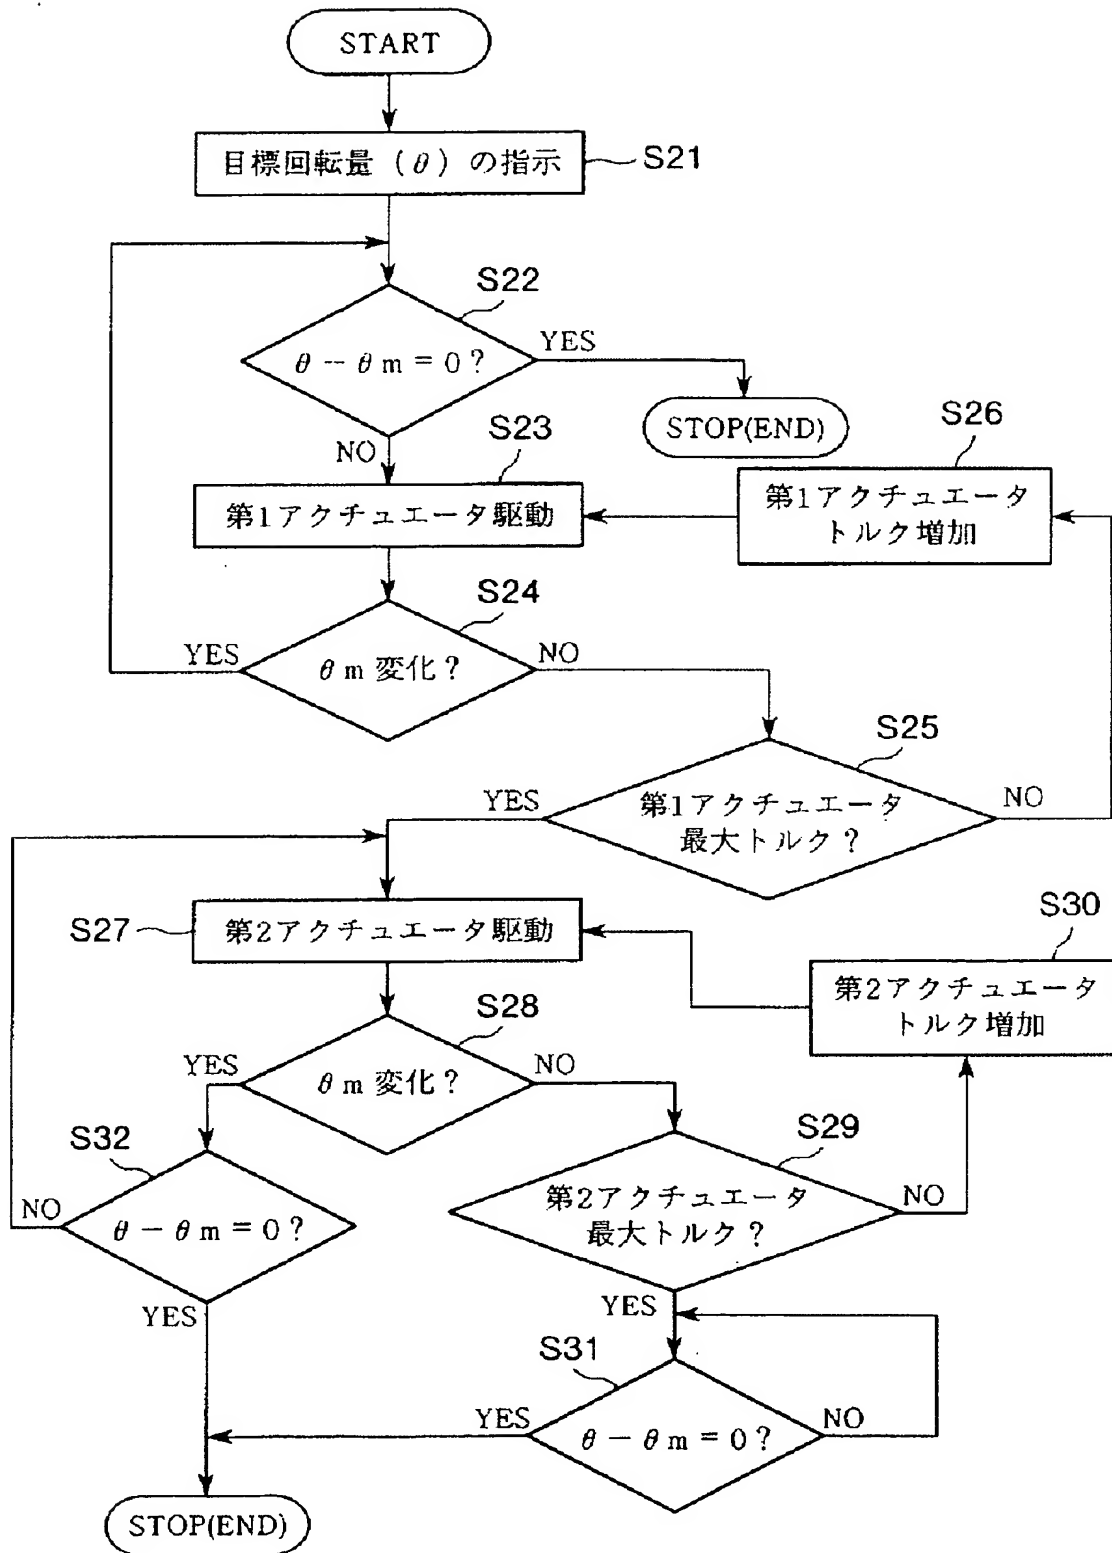 START
目標回転量 (θ) の指示
S21
S22
θ − θm = 0 ?
YES
STOP(END)
NO
S23
第1アクチュエータ駆動
S26
第1アクチュエータ
トルク増加
S24
θm 変化 ?
YES
NO
S25
第1アクチュエータ
最大トルク ?
YES
NO
S27
第2アクチュエータ駆動
S30
第2アクチュエータ
トルク増加
S28
θm 変化 ?
YES
NO
S32
θ − θm = 0 ?
NO
YES
S29
第2アクチュエータ
最大トルク ?
NO
YES
S31
θ − θm = 0 ?
YES
NO
STOP(END)